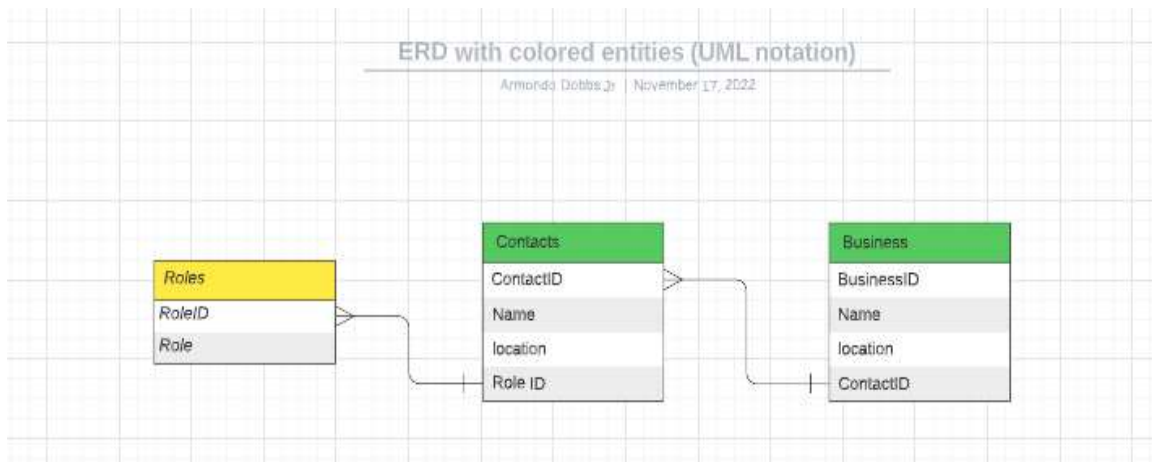 ERD with colored entities (UML notation)
Armondo Dobbs Jr | November 17, 2022
Roles
RoleID
Role
Contacts
ContactID
Name
location
Role ID
Business
BusinessID
Name
location
ContactID